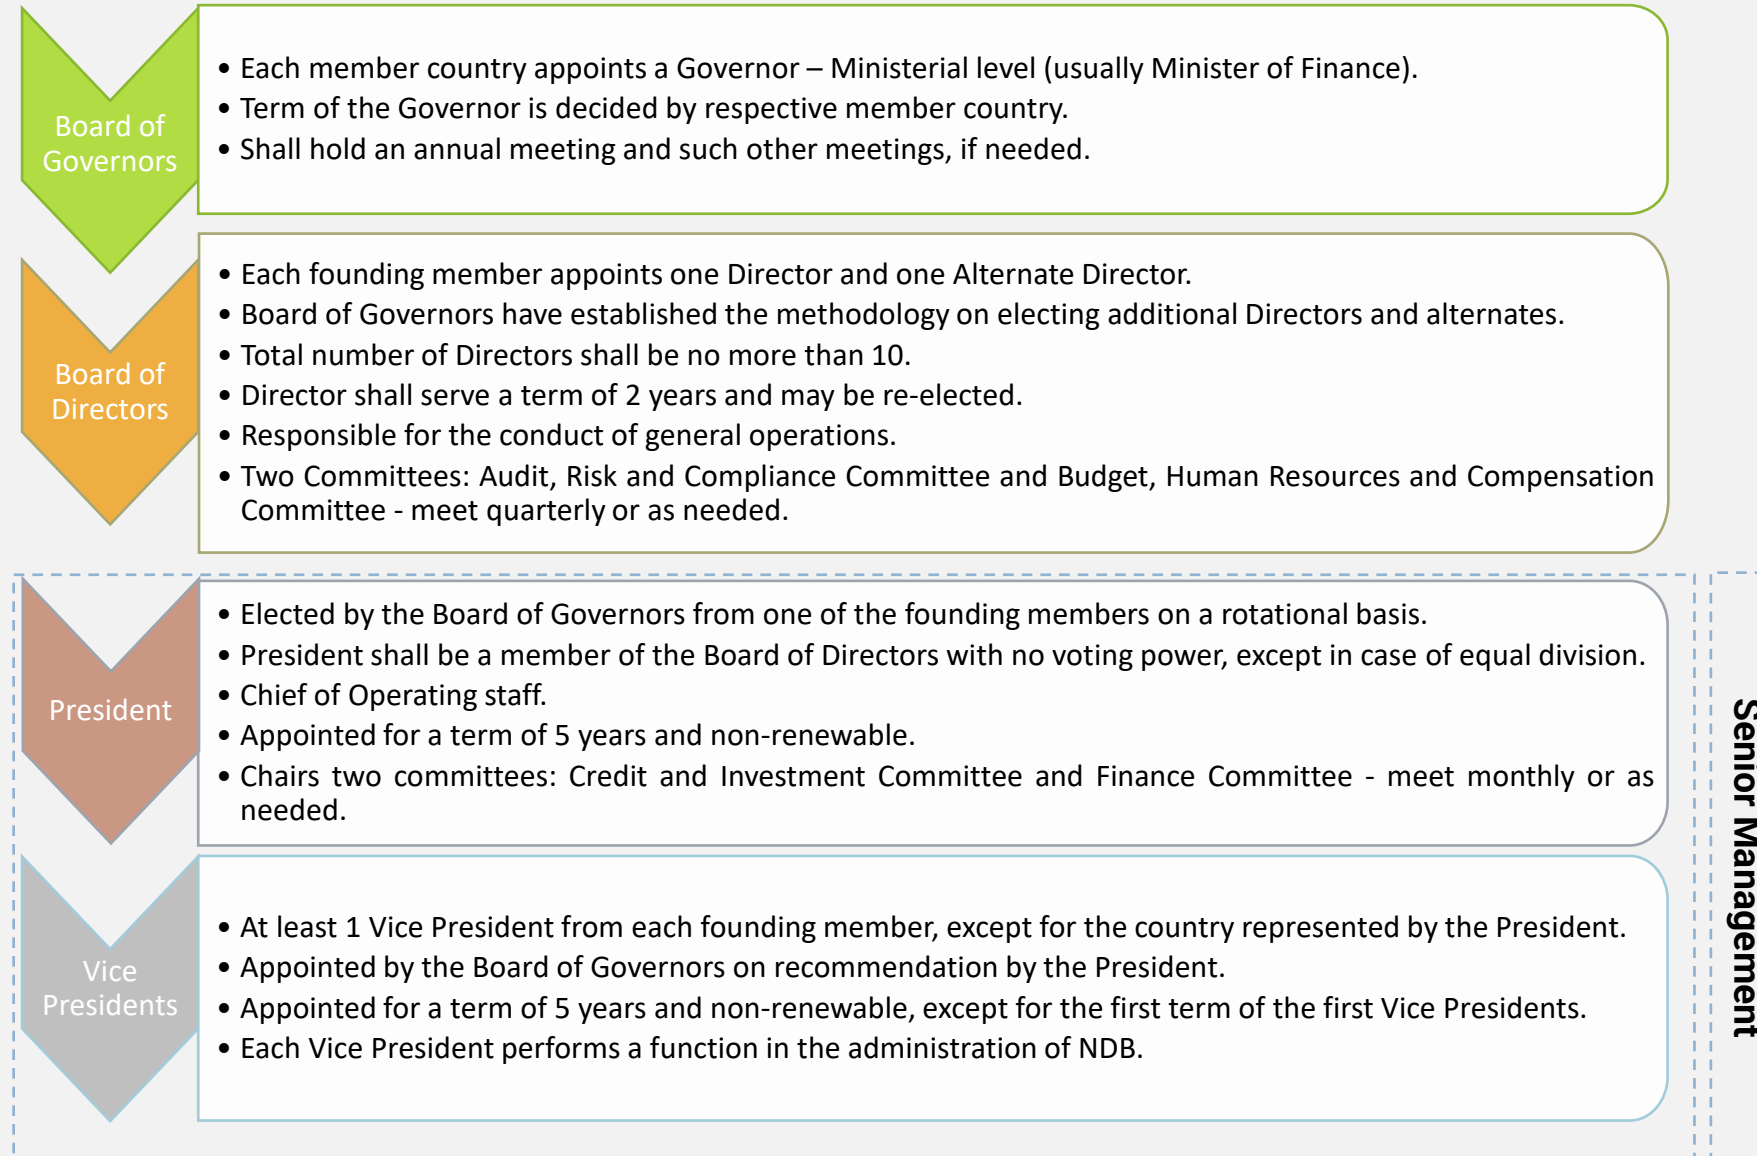 Board of
Governors
• Each member country appoints a Governor – Ministerial level (usually Minister of Finance).
• Term of the Governor is decided by respective member country.
• Shall hold an annual meeting and such other meetings, if needed.
Board of
Directors
• Each founding member appoints one Director and one Alternate Director.
• Board of Governors have established the methodology on electing additional Directors and alternates.
• Total number of Directors shall be no more than 10.
• Director shall serve a term of 2 years and may be re-elected.
• Responsible for the conduct of general operations.
• Two Committees: Audit, Risk and Compliance Committee and Budget, Human Resources and Compensation
Committee - meet quarterly or as needed.
President
• Elected by the Board of Governors from one of the founding members on a rotational basis.
• President shall be a member of the Board of Directors with no voting power, except in case of equal division.
• Chief of Operating staff.
• Appointed for a term of 5 years and non-renewable.
• Chairs two committees: Credit and Investment Committee and Finance Committee - meet monthly or as
needed.
Vice
Presidents
• At least 1 Vice President from each founding member, except for the country represented by the President.
• Appointed by the Board of Governors on recommendation by the President.
• Appointed for a term of 5 years and non-renewable, except for the first term of the first Vice Presidents.
• Each Vice President performs a function in the administration of NDB.
Senior Management